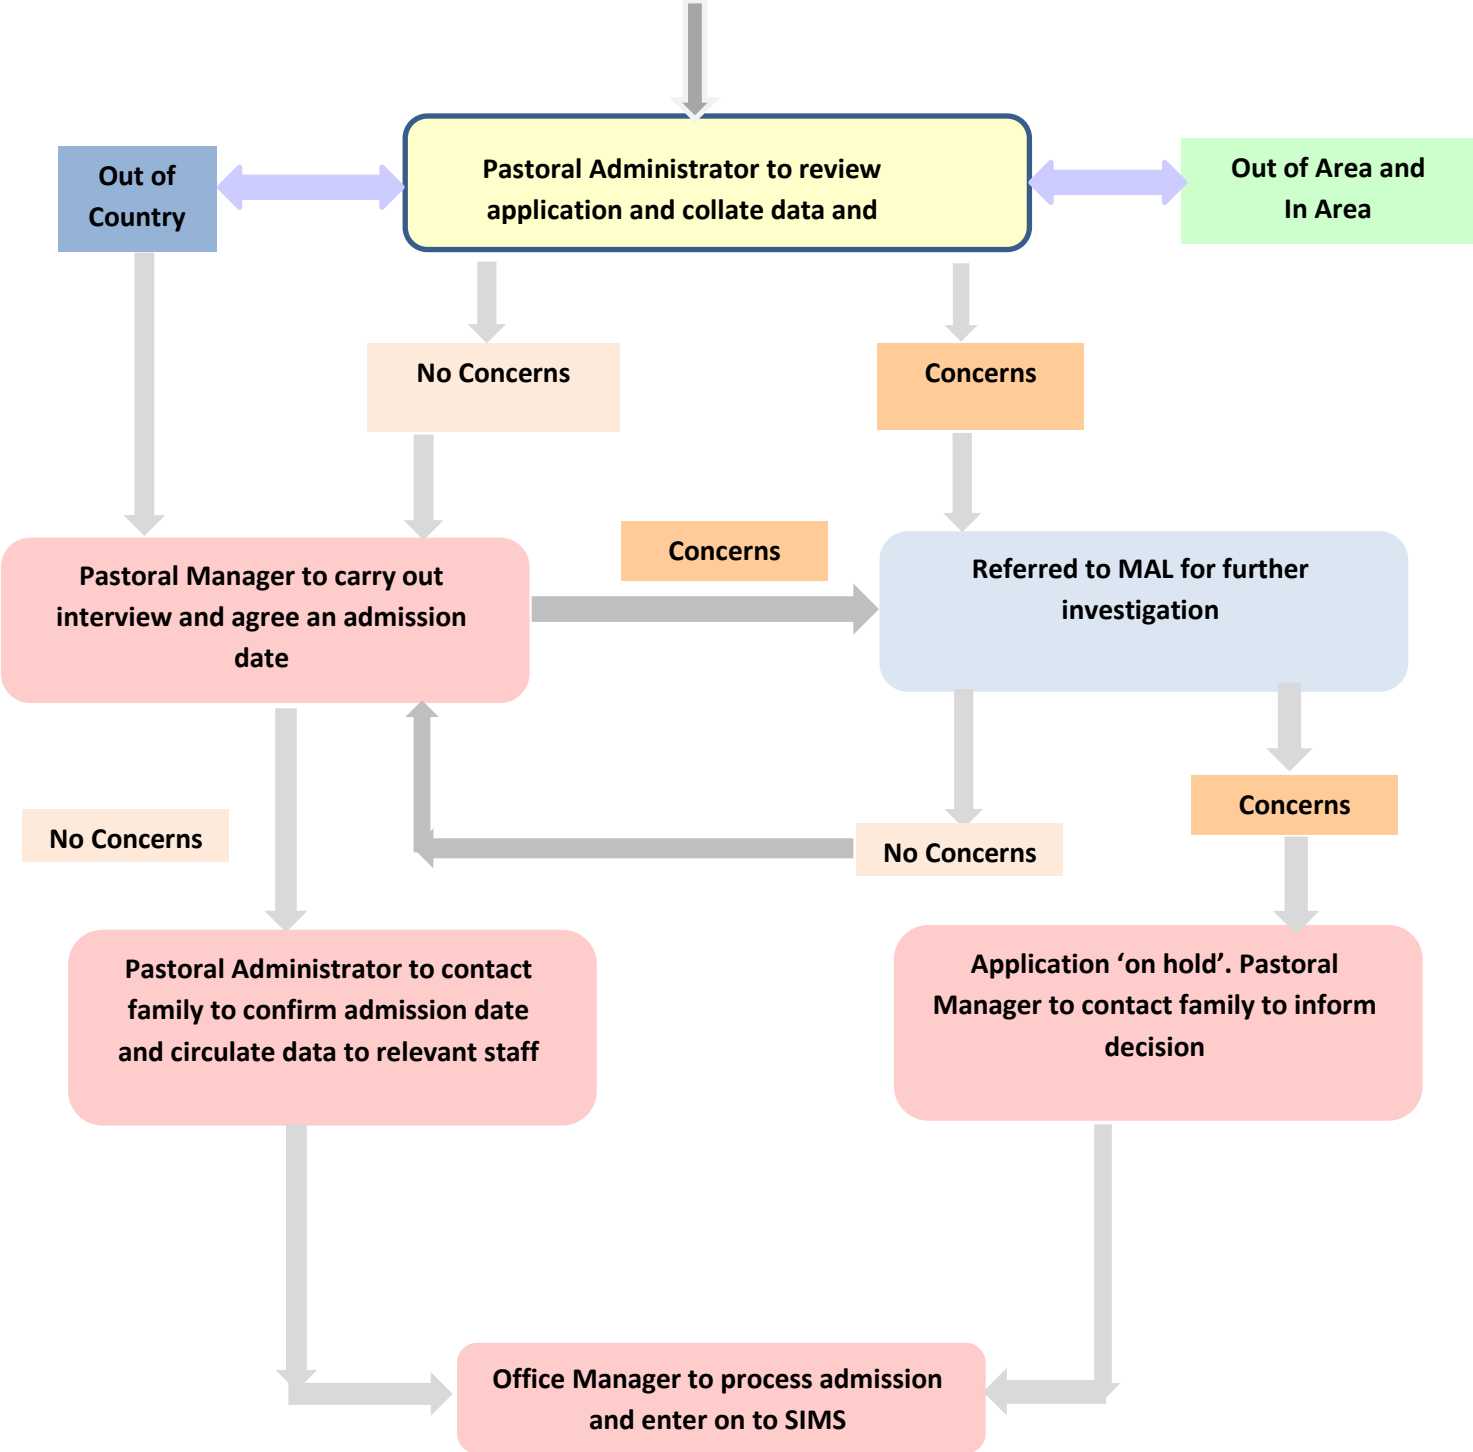 Out of
Country
Pastoral Administrator to review
application and collate data and
Out of Area and
In Area
No Concerns
Concerns
Pastoral Manager to carry out
interview and agree an admission
date
Concerns
Referred to MAL for further
investigation
No Concerns
No Concerns
Concerns
Pastoral Administrator to contact
family to confirm admission date
and circulate data to relevant staff
Application ‘on hold’. Pastoral
Manager to contact family to inform
decision
Office Manager to process admission
and enter on to SIMS